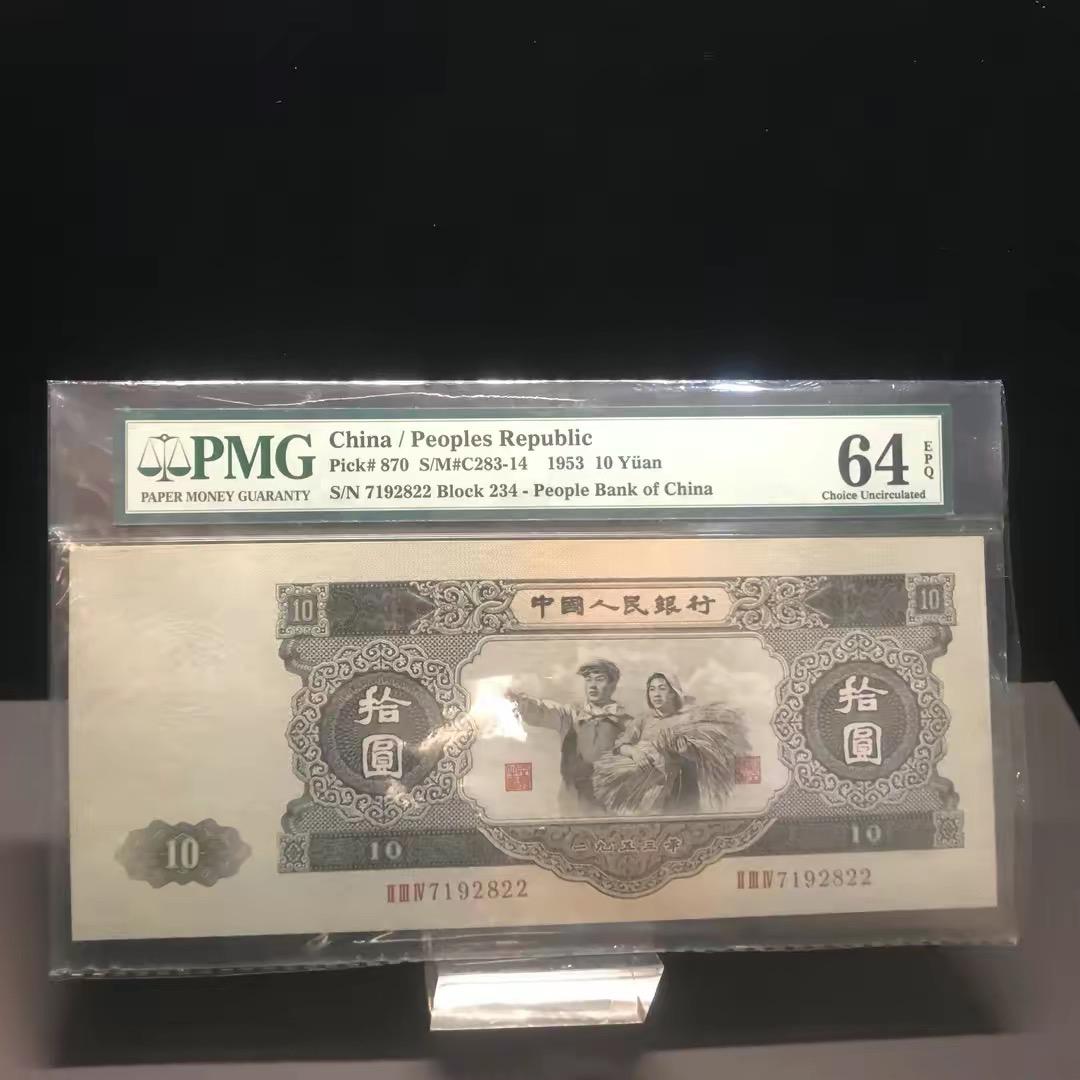 PMG
PAPER MONEY GUARANTY
China / Peoples Republic
Pick# 870 S/M#C283-14 1953 10 Yüan
S/N 7192822 Block 234 - People Bank of China
64
EPQ
Choice Uncirculated
10
中國人民銀行
10
拾圓
拾圓
10
10
二九五三年
10
ⅡⅢⅣ7192822
ⅡⅢⅣ7192822